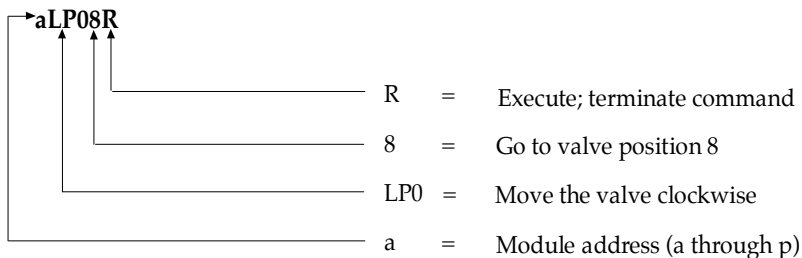 aLP08R
R = Execute; terminate command
8 = Go to valve position 8
LP0 = Move the valve clockwise
a = Module address (a through p)